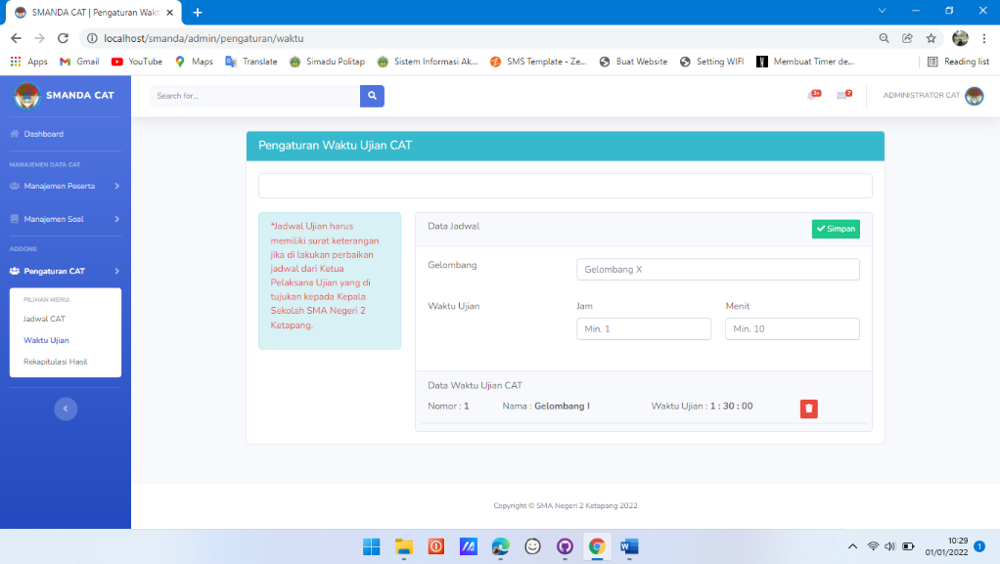 SMANDA CAT | Pengaturan Wakt
localhost/smanda/admin/pengaturan/waktu
Apps Gmail YouTube Maps Translate Simadu Politap Sistem Informasi Ak... SMS Template - Ze... Buat Website Setting WIFI Membuat Timer de... Reading list
SMANDA CAT
Search for...
3+
7
ADMINISTRATOR CAT
Dashboard
MANAJEMEN DATA CAT
Manajemen Peserta
Manajemen Soal
ADDONS
Pengaturan CAT
PILIHAN MENU:
Jadwal CAT
Waktu Ujian
Rekapitulasi Hasil
Pengaturan Waktu Ujian CAT
*Jadwal Ujian harus
memiliki surat keterangan
jika di lakukan perbaikan
jadwal dari Ketua
Pelaksana Ujian yang di
tujukan kepada Kepala
Sekolah SMA Negeri 2
Ketapang.
Data Jadwal
Simpan
Gelombang
Gelombang X
Waktu Ujian
Jam
Menit
Min. 1
Min. 10
Data Waktu Ujian CAT
Nomor : 1 Nama : Gelombang I Waktu Ujian : 1 : 30 : 00
Copyright © SMA Negeri 2 Ketapang 2022
10:29
01/01/2022
1